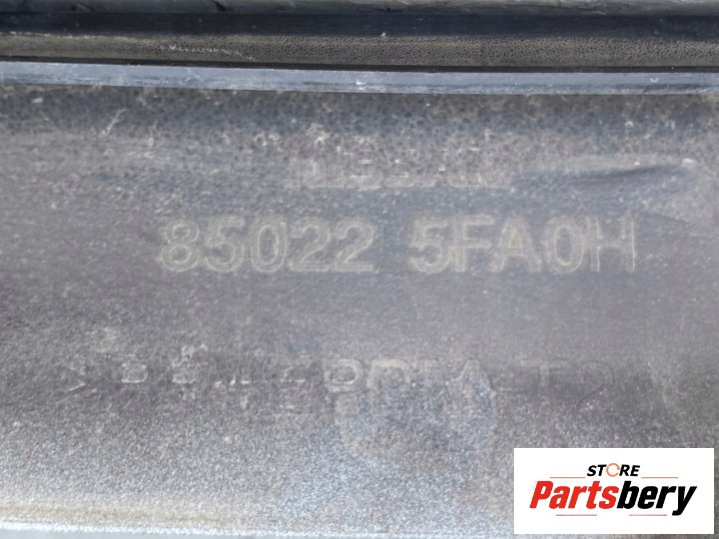 NISSAN
85022 5FA0H
STORE
Partsbery